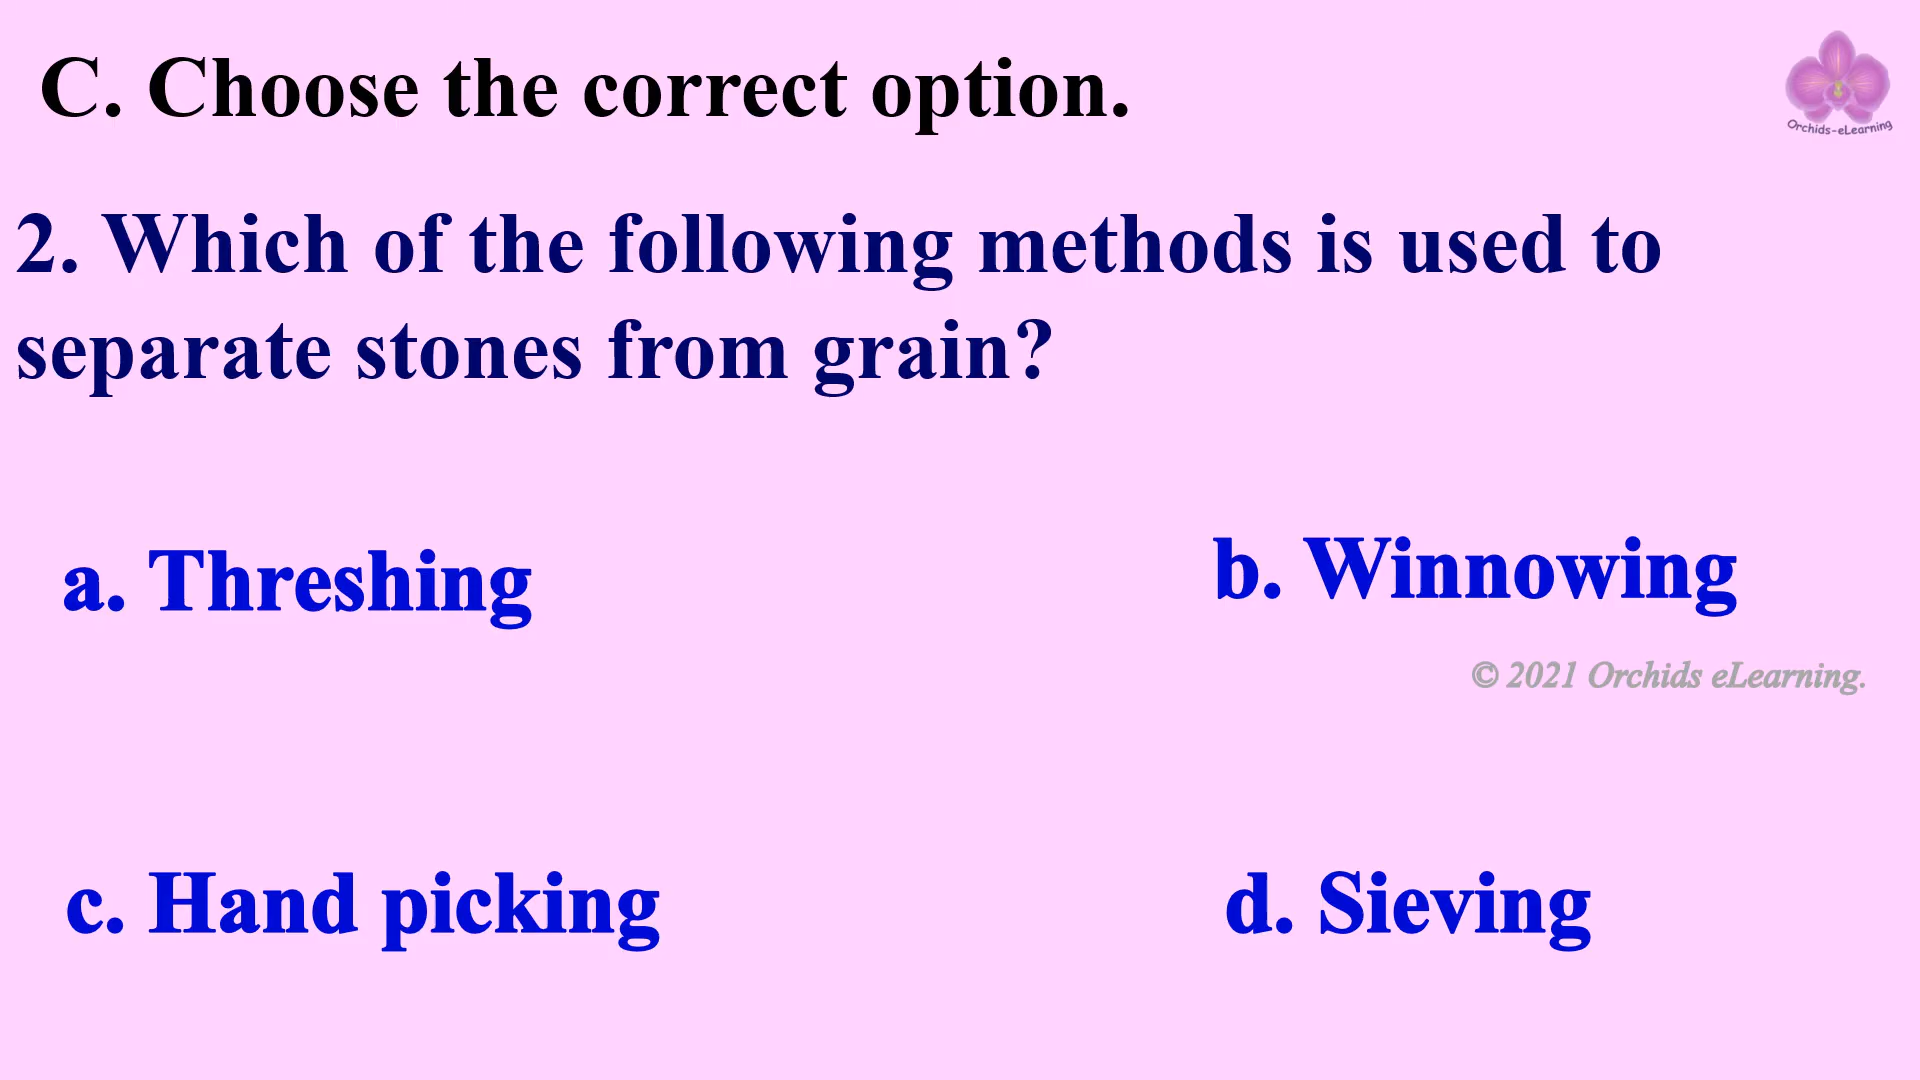 C. Choose the correct option.
Orchids-eLearning
2. Which of the following methods is used to
separate stones from grain?
a. Threshing
b. Winnowing
© 2021 Orchids eLearning.
c. Hand picking
d. Sieving